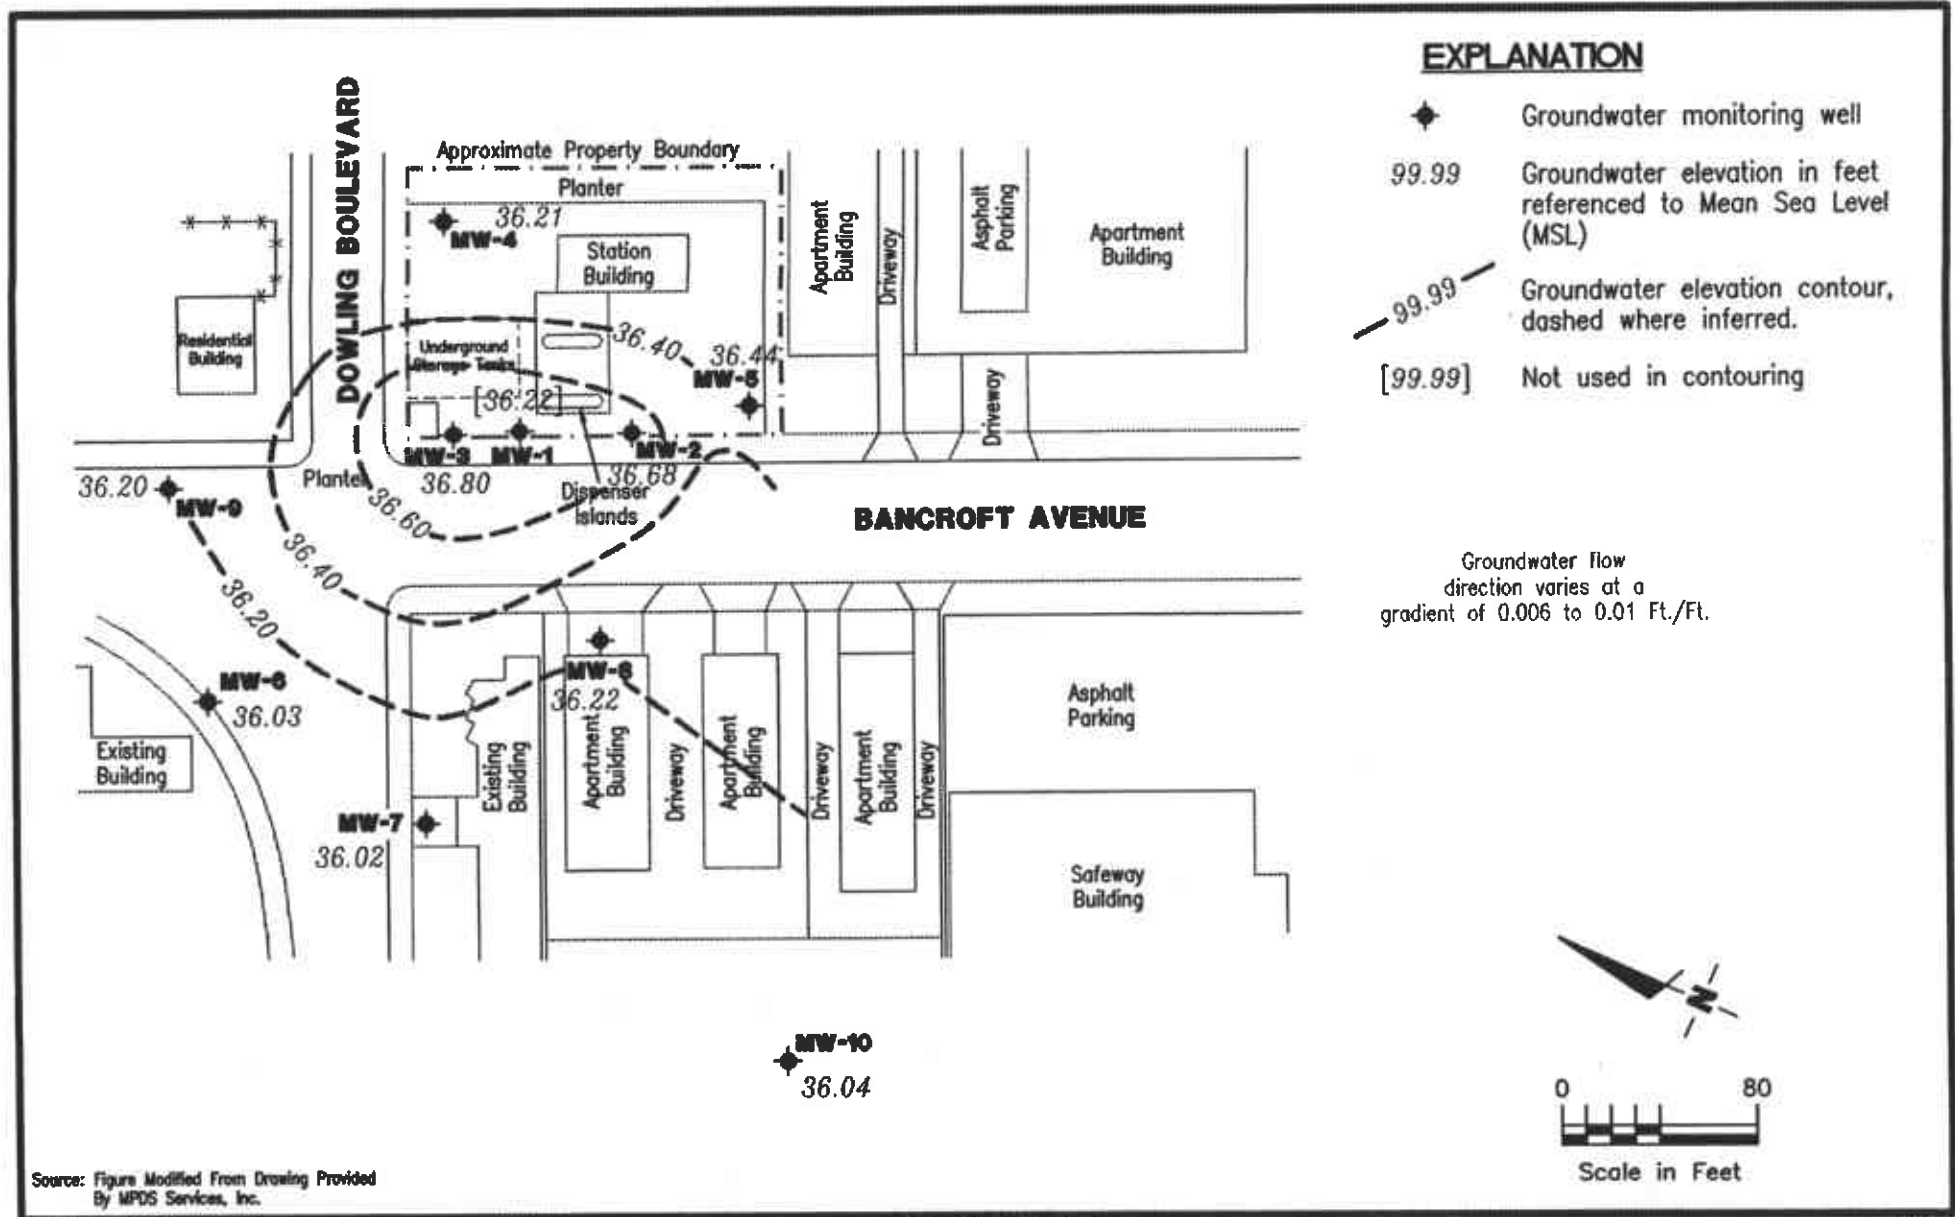 EXPLANATION
Groundwater monitoring well
99.99
Groundwater elevation in feet
referenced to Mean Sea Level
(MSL)
99.99
Groundwater elevation contour,
dashed where inferred.
[99.99]
Not used in contouring
DOWLING BOULEVARD
Approximate Property Boundary
Planter
36.21
MW-4
Station
Building
Residential
Building
Underground
Storage Tanks
36.40
36.44
MW-5
[36.22]
MW-3
MW-1
MW-2
36.80
36.68
Dispenser
Islands
Planter
36.60
36.20
MW-9
36.40
36.20
Apartment
Building
Driveway
Asphalt
Parking
Apartment
Building
Driveway
BANCROFT AVENUE
Groundwater flow
direction varies at a
gradient of 0.006 to 0.01 Ft./Ft.
MW-6
36.03
Existing
Building
MW-7
36.02
Existing
Building
MW-8
36.22
Apartment
Building
Driveway
Apartment
Building
Driveway
Apartment
Building
Driveway
Asphalt
Parking
Safeway
Building
MW-10
36.04
N
0 80
Scale in Feet
Source: Figure Modified From Drawing Provided
By MPDS Services, Inc.